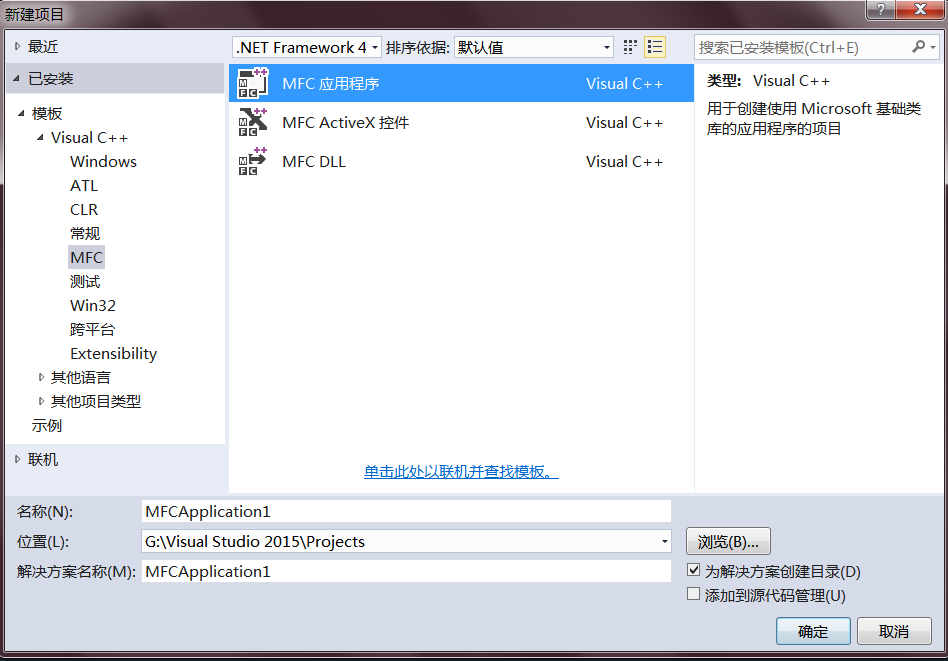 新建项目
?
最近
.NET Framework 4
排序依据:
默认值
搜索已安装模板(Ctrl+E)
已安装
模板
Visual C++
Windows
ATL
CLR
常规
MFC
测试
Win32
跨平台
Extensibility
其他语言
其他项目类型
示例
联机
MFC 应用程序 Visual C++
MFC ActiveX 控件 Visual C++
MFC DLL Visual C++
单击此处以联机并查找模板。
类型: Visual C++
用于创建使用 Microsoft 基础类
库的应用程序的项目
名称(N): MFCApplication1
位置(L): G:\Visual Studio 2015\Projects
浏览(B)...
解决方案名称(M): MFCApplication1
为解决方案创建目录(D)
添加到源代码管理(U)
确定
取消